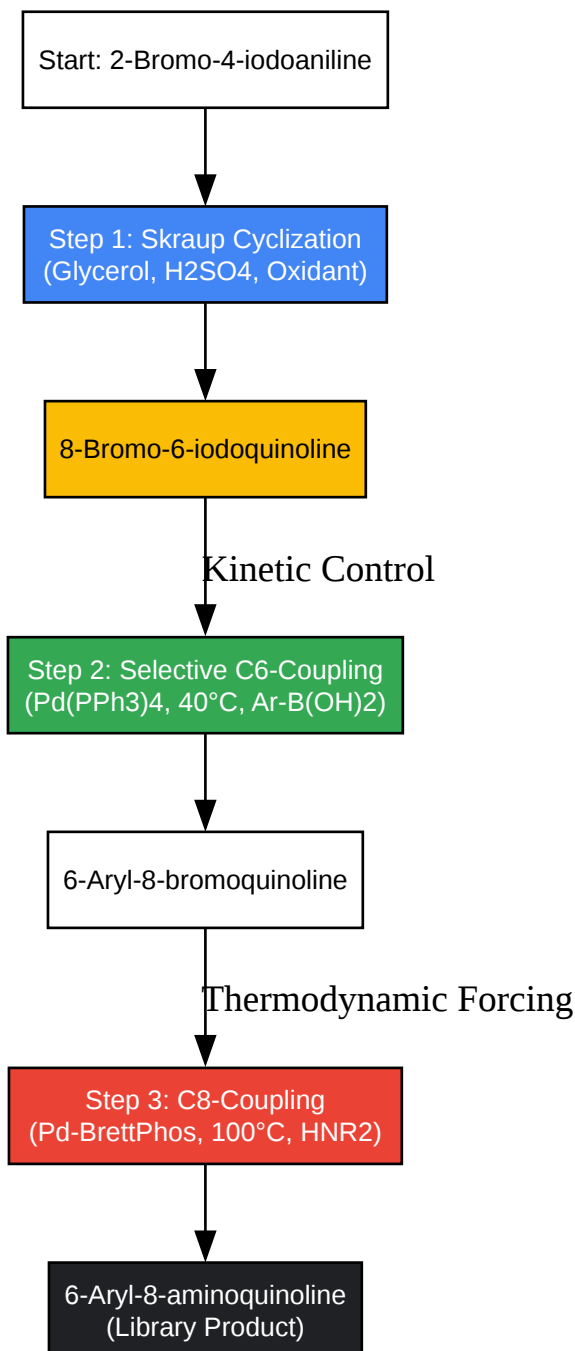 Start: 2-Bromo-4-iodoaniline
Step 1: Skraup Cyclization
(Glycerol, H2SO4, Oxidant)
8-Bromo-6-iodoquinoline
Kinetic Control
Step 2: Selective C6-Coupling
(Pd(PPh3)4, 40°C, Ar-B(OH)2)
6-Aryl-8-bromoquinoline
Thermodynamic Forcing
Step 3: C8-Coupling
(Pd-BrettPhos, 100°C, HNR2)
6-Aryl-8-aminoquinoline
(Library Product)